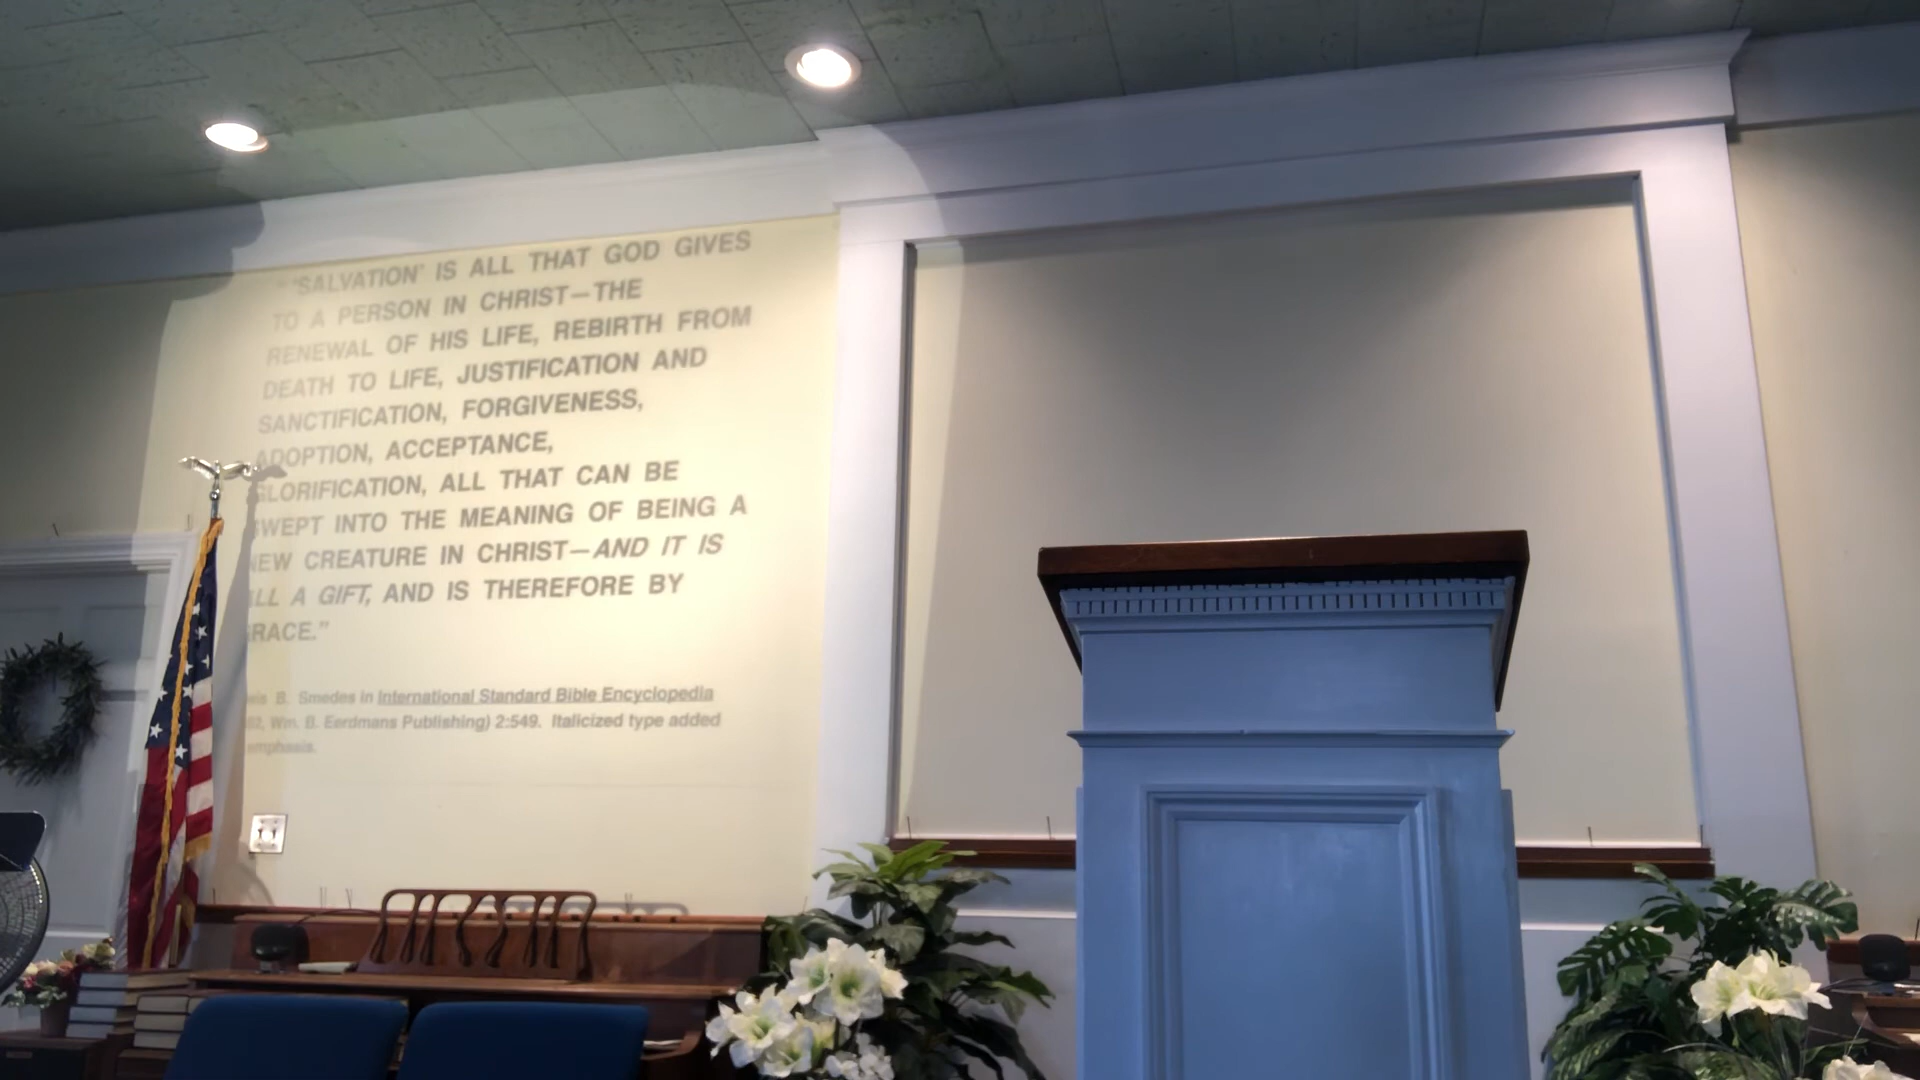 " 'SALVATION' IS ALL THAT GOD GIVES
TO A PERSON IN CHRIST—THE
RENEWAL OF HIS LIFE, REBIRTH FROM
DEATH TO LIFE, JUSTIFICATION AND
SANCTIFICATION, FORGIVENESS,
ADOPTION, ACCEPTANCE,
GLORIFICATION, ALL THAT CAN BE
SWEPT INTO THE MEANING OF BEING A
NEW CREATURE IN CHRIST—AND IT IS
ALL A GIFT, AND IS THEREFORE BY
GRACE."
B. Smedes in International Standard Bible Encyclopedia
Wm. B. Eerdmans Publishing) 2:549. Italicized type added
emphasis.